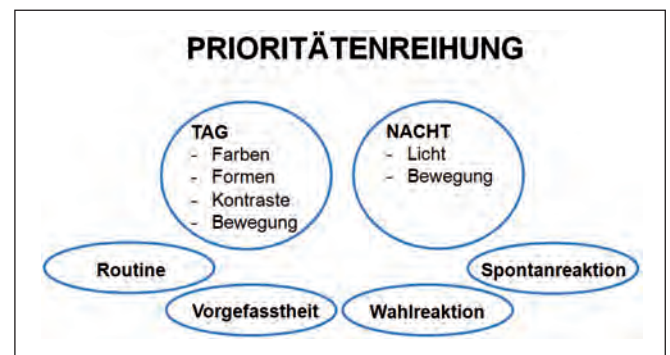 PRIORITÄTENREIHUNG
TAG
- Farben
- Formen
- Kontraste
- Bewegung
NACHT
- Licht
- Bewegung
Routine
Vorgefasstheit
Wahlreaktion
Spontanreaktion